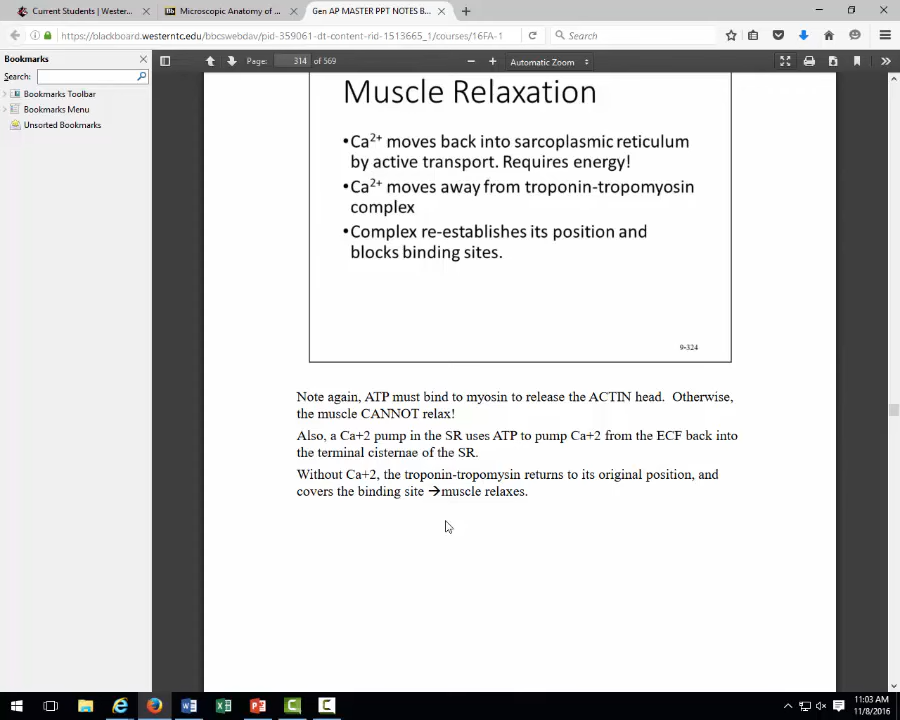 Current Students | Wester...
Microscopic Anatomy of ...
Gen AP MASTER PPT NOTES B...
https://blackboard.westerntc.edu/bbcswebdav/pid-359061-dt-content-rid-1513665_1/courses/16FA-1
Search
Bookmarks
Search:
Bookmarks Toolbar
Bookmarks Menu
Unsorted Bookmarks
Page: 314 of 569
Automatic Zoom
Muscle Relaxation
•Ca2+ moves back into sarcoplasmic reticulum
by active transport. Requires energy!
•Ca2+ moves away from troponin-tropomyosin
complex
•Complex re-establishes its position and
blocks binding sites.
9-324
Note again, ATP must bind to myosin to release the ACTIN head.  Otherwise,
the muscle CANNOT relax!
Also, a Ca+2 pump in the SR uses ATP to pump Ca+2 from the ECF back into
the terminal cisternae of the SR.
Without Ca+2, the troponin-tropomysin returns to its original position, and
covers the binding site →muscle relaxes.
11:03 AM
11/8/2016